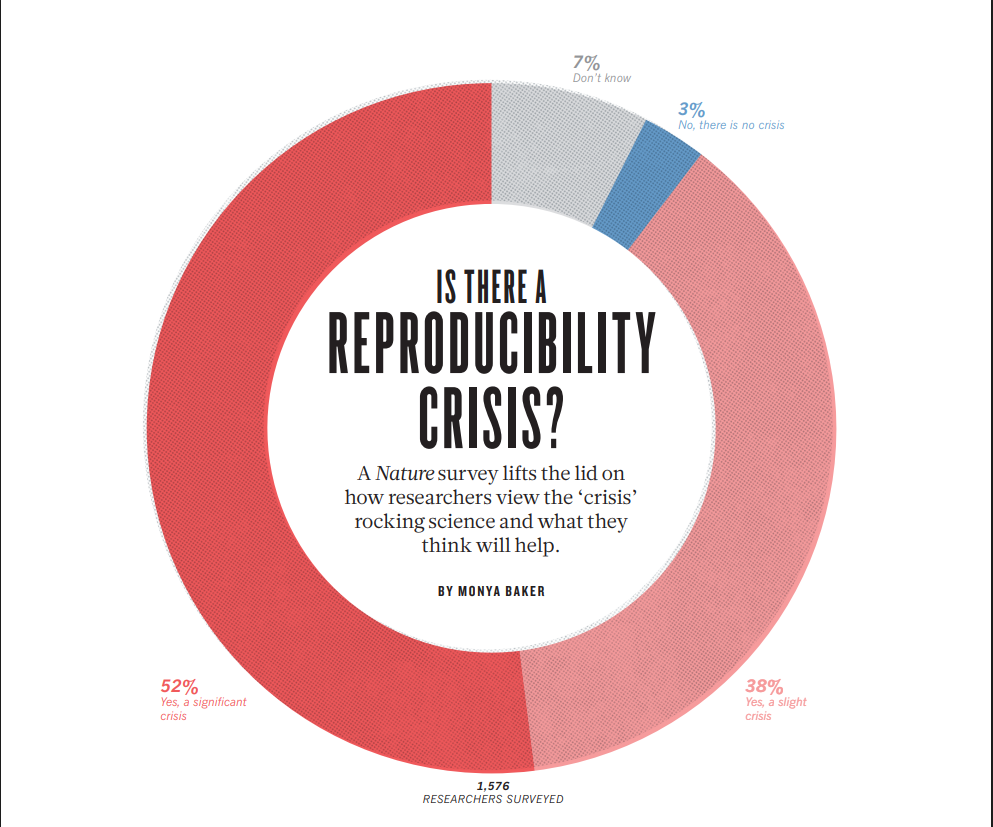 7%
Don't know
3%
No, there is no crisis
IS THERE A
REPRODUCIBILITY
CRISIS?
A Nature survey lifts the lid on
how researchers view the ‘crisis’
rocking science and what they
think will help.
BY MONYA BAKER
52%
Yes, a significant
crisis
38%
Yes, a slight
crisis
1,576
RESEARCHERS SURVEYED